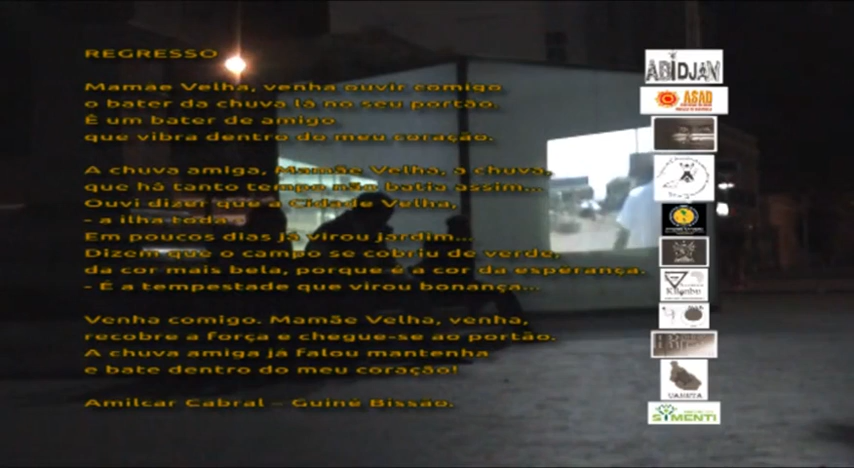 REGRESSO
Mamãe Velha, venha ouvir comigo
o bater da chuva lá no seu portão.
É um bater de amigo
que vibra dentro do meu coração.
A chuva amiga, Mamãe Velha, a chuva,
que há tanto tempo não batia assim...
Ouvi dizer que a Cidade Velha,
- a ilha toda -
Em poucos dias já virou jardim...
Dizem que o campo se cobriu de verde,
da cor mais bela, porque é a cor da esperança.
- É a tempestade que virou bonança...
Venha comigo. Mamãe Velha, venha,
recobre a força e chegue-se ao portão.
A chuva amiga já falou mantenha
e bate dentro do meu coração!
Amilcar Cabral – Guiné Bissão.
ABIDJAN
ASAD
SYMENTI